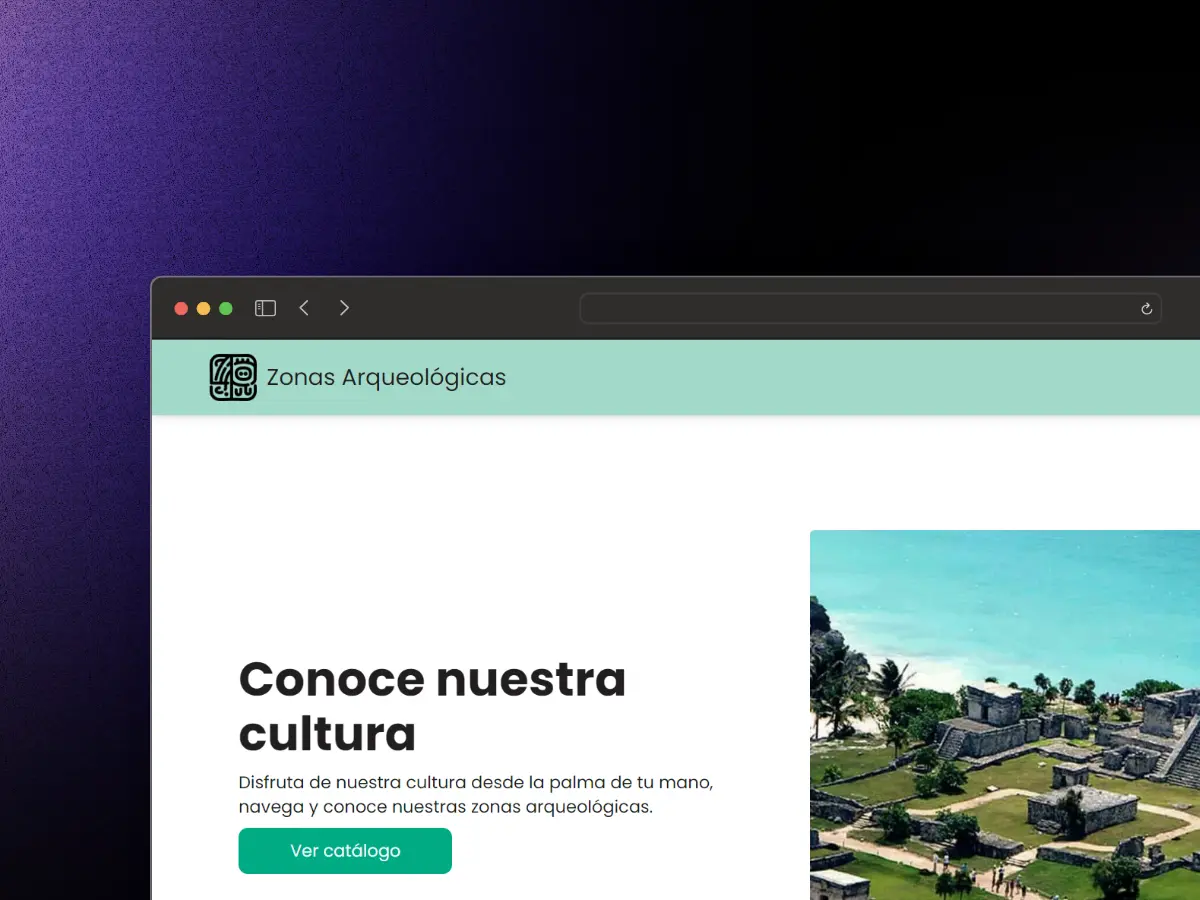 Zonas Arqueológicas
Conoce nuestra
cultura
Disfruta de nuestra cultura desde la palma de tu mano,
navega y conoce nuestras zonas arqueológicas.
Ver catálogo